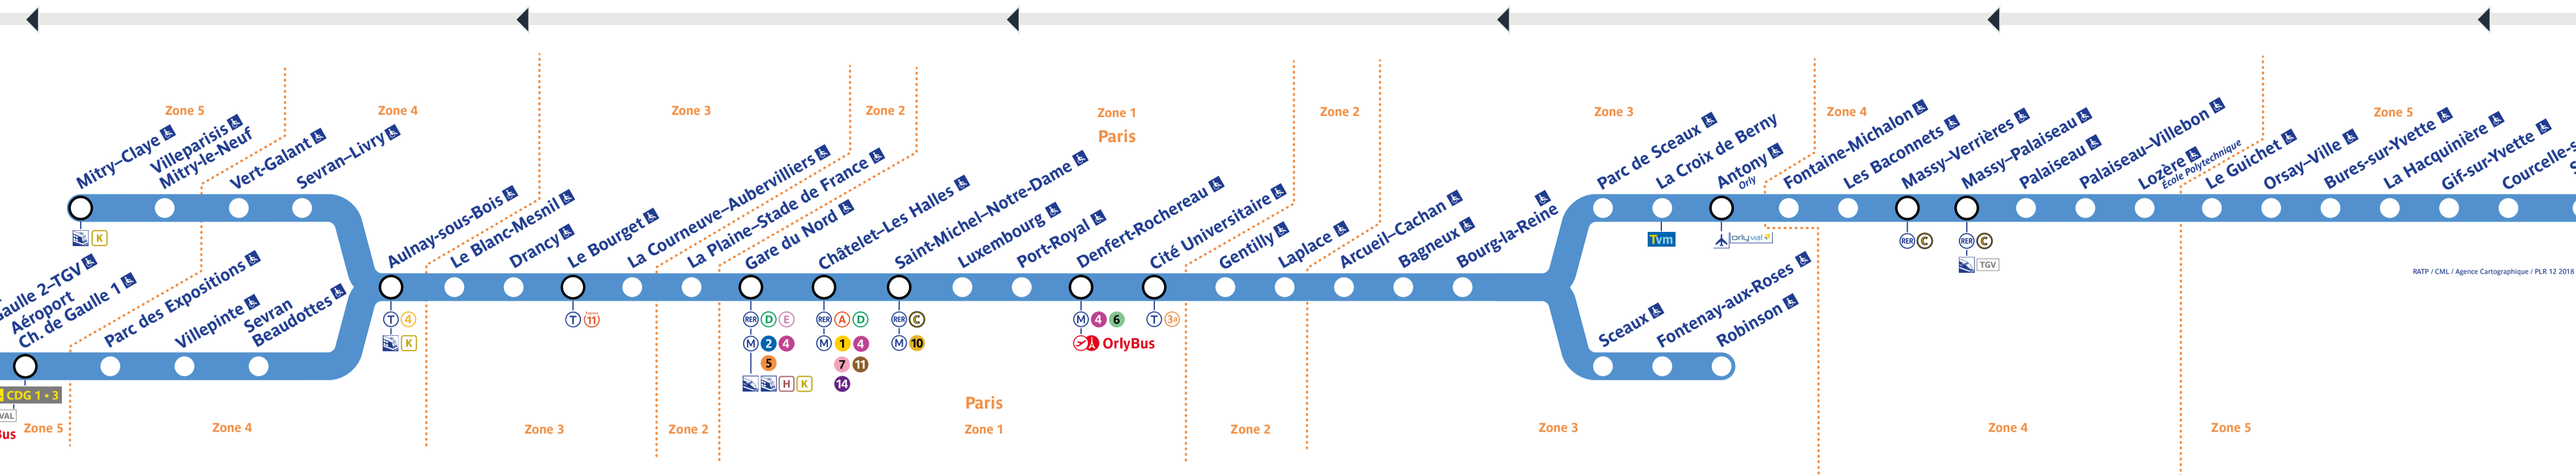 Zone 5
Zone 4
Zone 3
Zone 2
Zone 1
Paris
Zone 2
Zone 3
Zone 4
Zone 5
Mitry–Claye
Villeparisis
Mitry-le-Neuf
Vert-Galant
Sevran–Livry
K
Gaulle 2–TGV
Aéroport
Ch. de Gaulle 1
Parc des Expositions
Villepinte
Sevran
Beaudottes
CDG 1 • 3
VAL
Bus
Aulnay-sous-Bois
T 4
K
Le Blanc-Mesnil
Drancy
Le Bourget
T Express 11
La Courneuve–Aubervilliers
La Plaine–Stade de France
Gare du Nord
RER D E
M 2 4
5
H K
Châtelet–Les Halles
RER A D
M 1 4
7 11
14
Saint-Michel–Notre-Dame
RER C
M 10
Luxembourg
Port-Royal
Denfert-Rochereau
M 4 6
OrlyBus
Cité Universitaire
T 3a
Gentilly
Laplace
Arcueil–Cachan
Bagneux
Bourg-la-Reine
Parc de Sceaux
La Croix de Berny
Tvm
Antony
Orly
orlyval
Fontaine-Michalon
Les Baconnets
Massy–Verrières
RER C
Massy–Palaiseau
RER C
TGV
Palaiseau
Palaiseau–Villebon
Lozère
École Polytechnique
Le Guichet
Orsay–Ville
Bures-sur-Yvette
La Hacquinière
Gif-sur-Yvette
Courcelle-s
Sceaux
Fontenay-aux-Roses
Robinson
RATP / CML / Agence Cartographique / PLR 12 2018
Zone 5
Zone 4
Zone 3
Zone 2
Paris
Zone 1
Zone 2
Zone 3
Zone 4
Zone 5